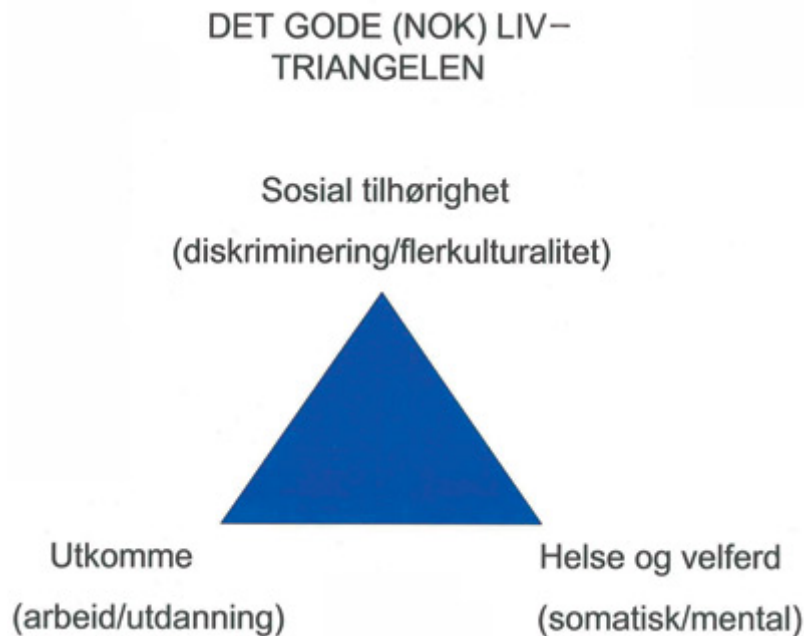 DET GODE (NOK) LIV–
TRIANGELEN
Sosial tilhørighet
(diskriminering/flerkulturalitet)
Utkomme
(arbeid/utdanning)
Helse og velferd
(somatisk/mental)